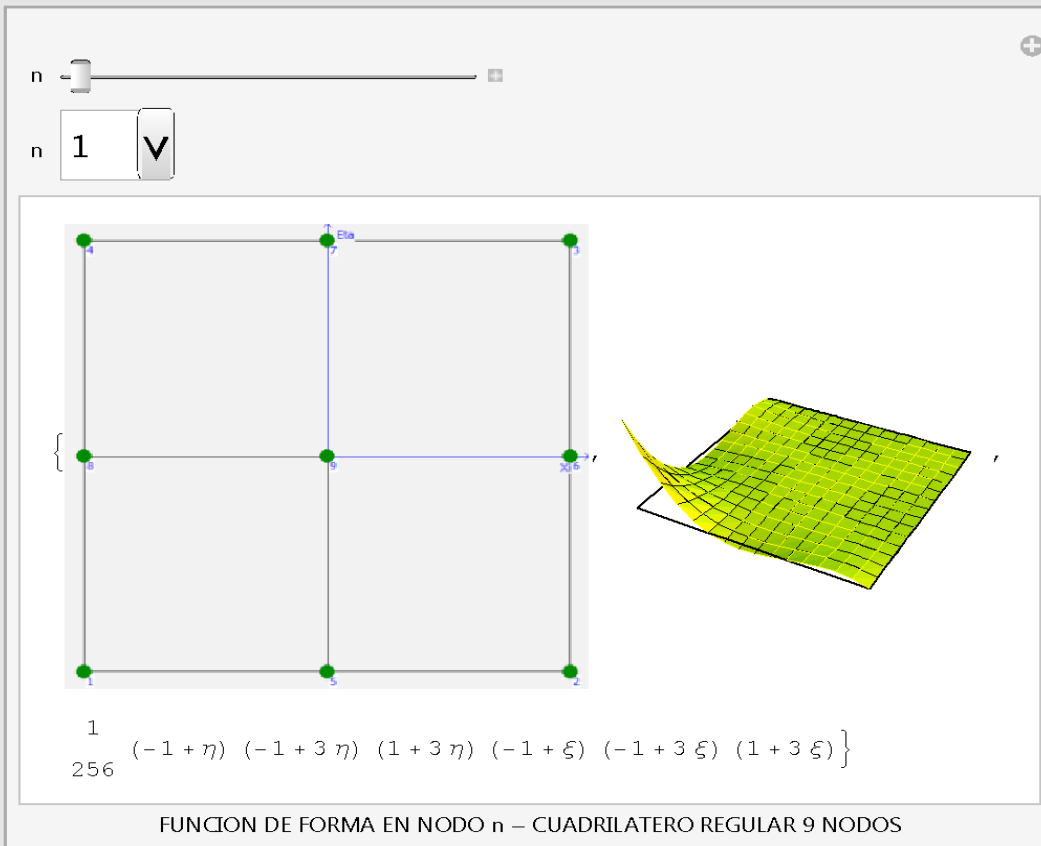 n
n 1
Eta
4 7 3
{ 8 9 Xi 6 , ,
1 5 2
1
256 (-1 + η) (-1 + 3 η) (1 + 3 η) (-1 + ξ) (-1 + 3 ξ) (1 + 3 ξ)}
FUNCION DE FORMA EN NODO n – CUADRILATERO REGULAR 9 NODOS